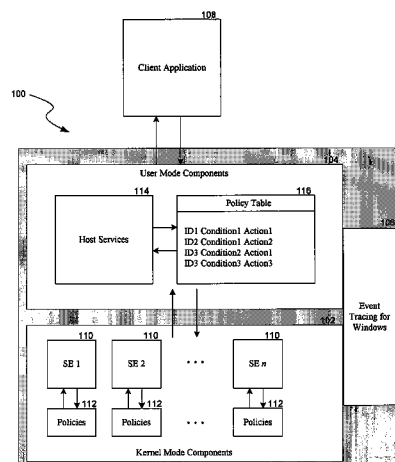 108
Client Application
100
104
User Mode Components
114
Host Services
116
Policy Table
ID1 Condition1 Action1
ID2 Condition1 Action2
ID3 Condition2 Action1
ID3 Condition3 Action3
106
Event
Tracing for
Windows
102
110
SE 1
110
SE 2
. . .
110
SE n
112
Policies
112
Policies
. . .
112
Policies
Kernel Mode Components